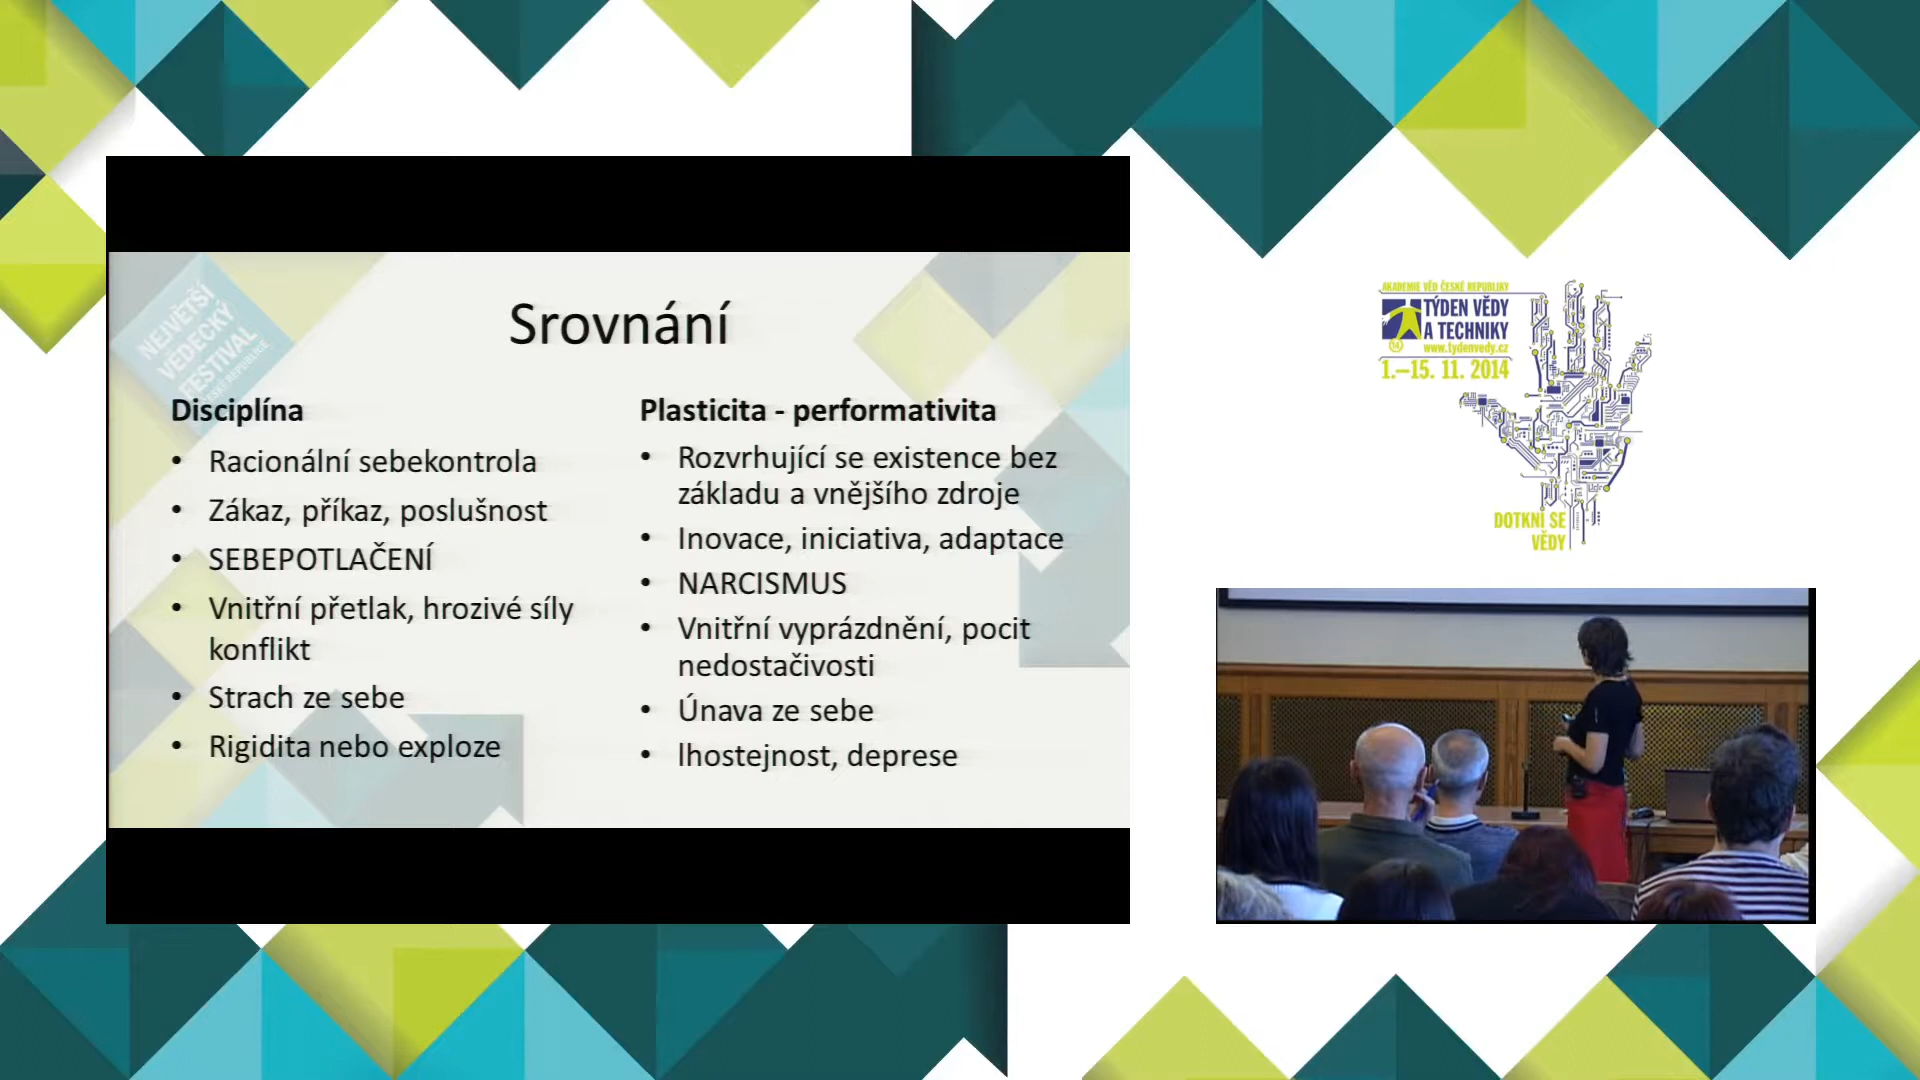 NEJVĚTŠÍ
VĚDECKÝ
FESTIVAL
Srovnání
Disciplína
• Racionální sebekontrola
• Zákaz, příkaz, poslušnost
• SEBEPOTLAČENÍ
• Vnitřní přetlak, hrozivé síly
konflikt
• Strach ze sebe
• Rigidita nebo exploze
Plasticita - performativita
• Rozvrhující se existence bez
základu a vnějšího zdroje
• Inovace, iniciativa, adaptace
• NARCISMUS
• Vnitřní vyprázdnění, pocit
nedostačivosti
• Únava ze sebe
• lhostejnost, deprese
AKADEMIE VĚD ČESKÉ REPUBLIKY
TÝDEN VĚDY
A TECHNIKY
www.tydenvedy.cz
1.–15. 11. 2014
DOTKNI SE
VĚDY